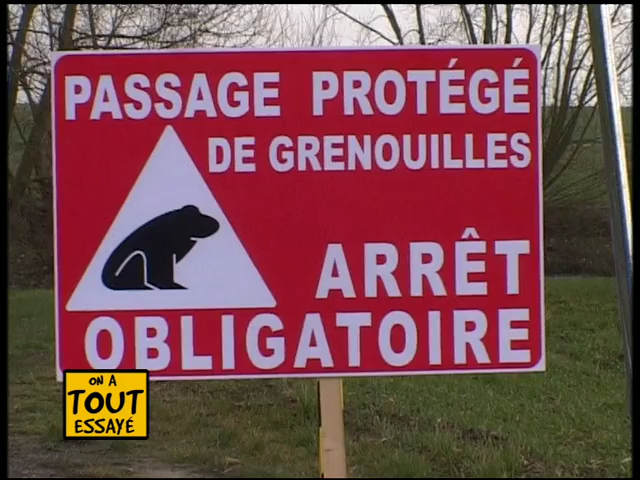 PASSAGE PROTÉGÉ
DE GRENOUILLES
ARRÊT
OBLIGATOIRE
ON A
TOUT
ESSAYÉ